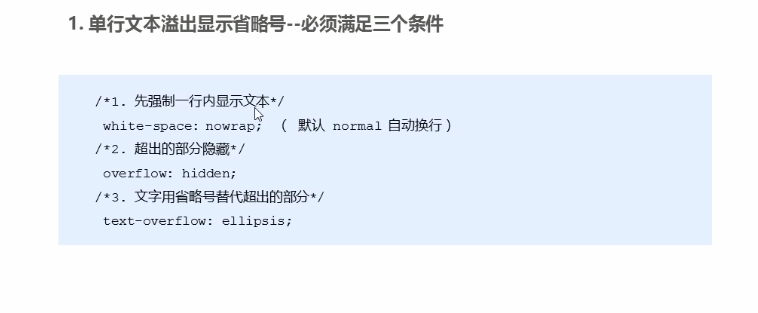 1. 单行文本溢出显示省略号--必须满足三个条件
/*1. 先强制一行内显示文本*/
white-space: nowrap; （ 默认 normal 自动换行）
/*2. 超出的部分隐藏*/
overflow: hidden;
/*3. 文字用省略号替代超出的部分*/
text-overflow: ellipsis;